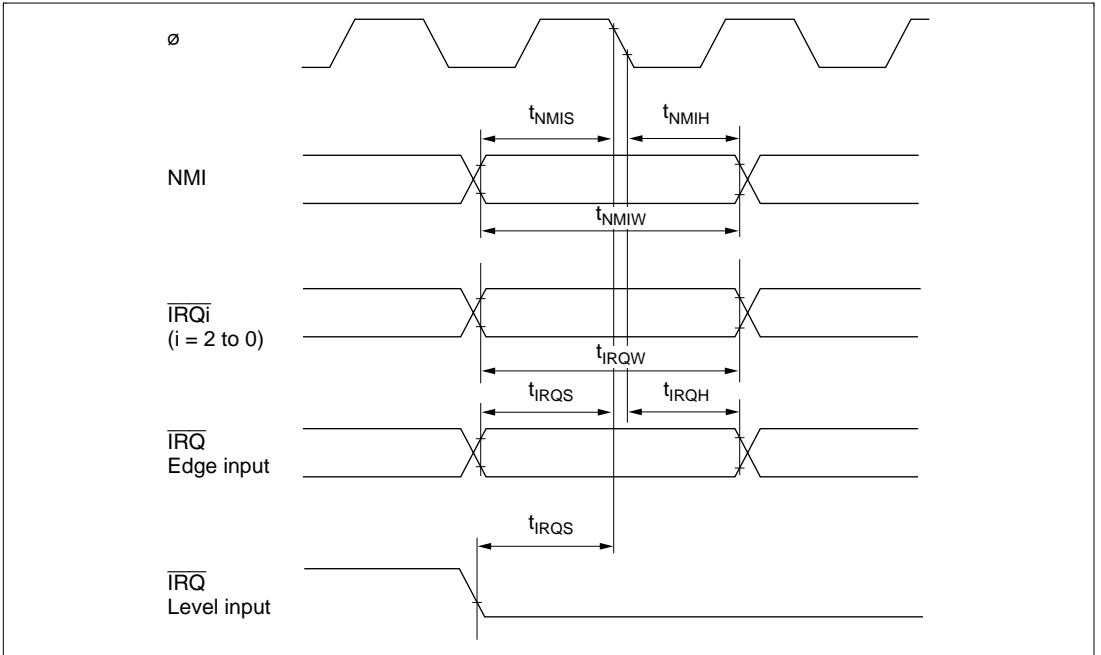 ø
tNMIS
tNMIH
NMI
tNMIW
IRQi
(i = 2 to 0)
tIRQW
tIRQS
tIRQH
IRQ
Edge input
tIRQS
IRQ
Level input